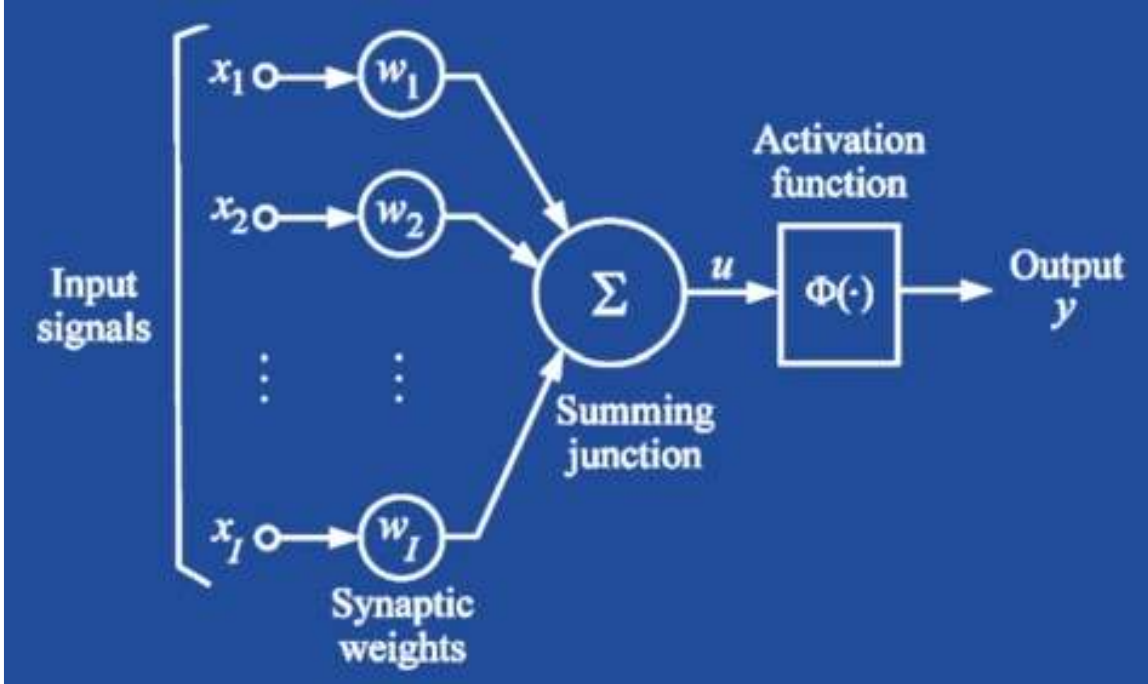 x1
w1
Activation
function
x2
w2
Input
signals
Σ
u
Φ(·)
Output
y
⋮
⋮
Summing
junction
xI
wI
Synaptic
weights